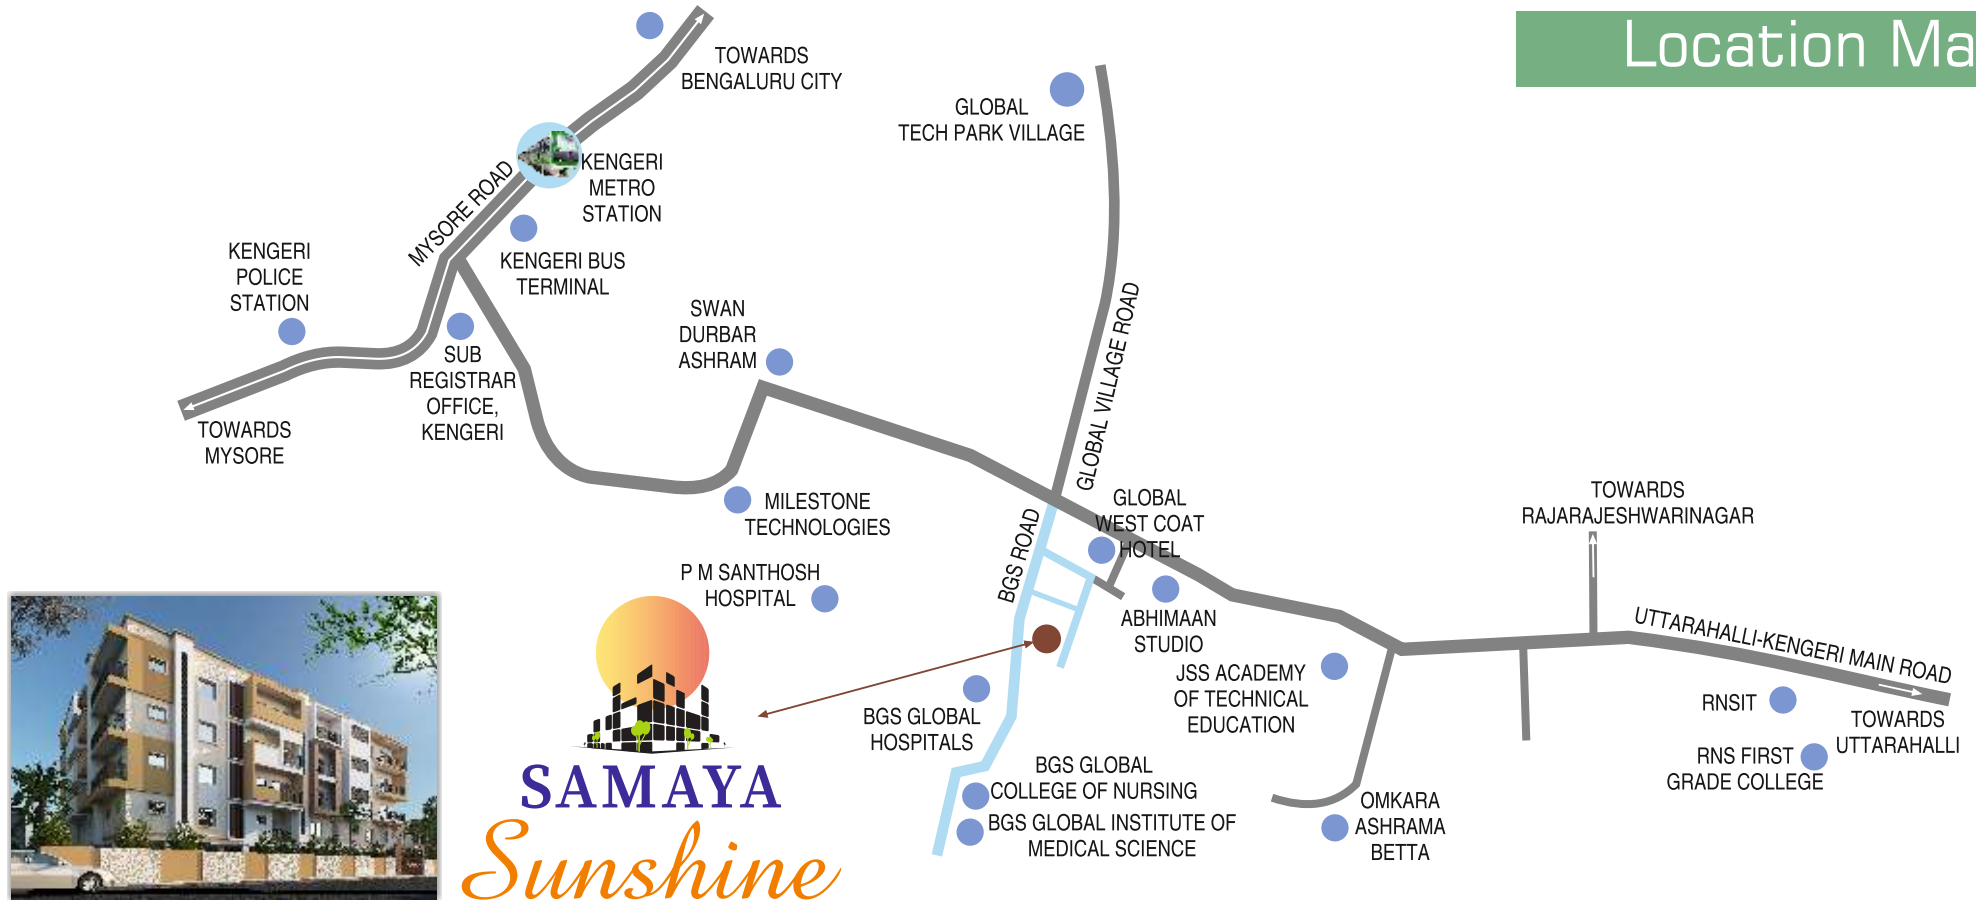 Location Ma
TOWARDS
BENGALURU CITY
GLOBAL
TECH PARK VILLAGE
KENGERI
METRO
STATION
MYSORE ROAD
KENGERI
POLICE
STATION
KENGERI BUS
TERMINAL
SWAN
DURBAR
ASHRAM
GLOBAL VILLAGE ROAD
SUB
REGISTRAR
OFFICE,
KENGERI
TOWARDS
MYSORE
MILESTONE
TECHNOLOGIES
GLOBAL
WEST COAT
HOTEL
TOWARDS
RAJARAJESHWARINAGAR
BGS ROAD
P M SANTHOSH
HOSPITAL
ABHIMAAN
STUDIO
UTTARAHALLI-KENGERI MAIN ROAD
JSS ACADEMY
OF TECHNICAL
EDUCATION
RNSIT
TOWARDS
UTTARAHALLI
BGS GLOBAL
HOSPITALS
RNS FIRST
GRADE COLLEGE
BGS GLOBAL
COLLEGE OF NURSING
BGS GLOBAL INSTITUTE OF
MEDICAL SCIENCE
OMKARA
ASHRAMA
BETTA
SAMAYA
Sunshine